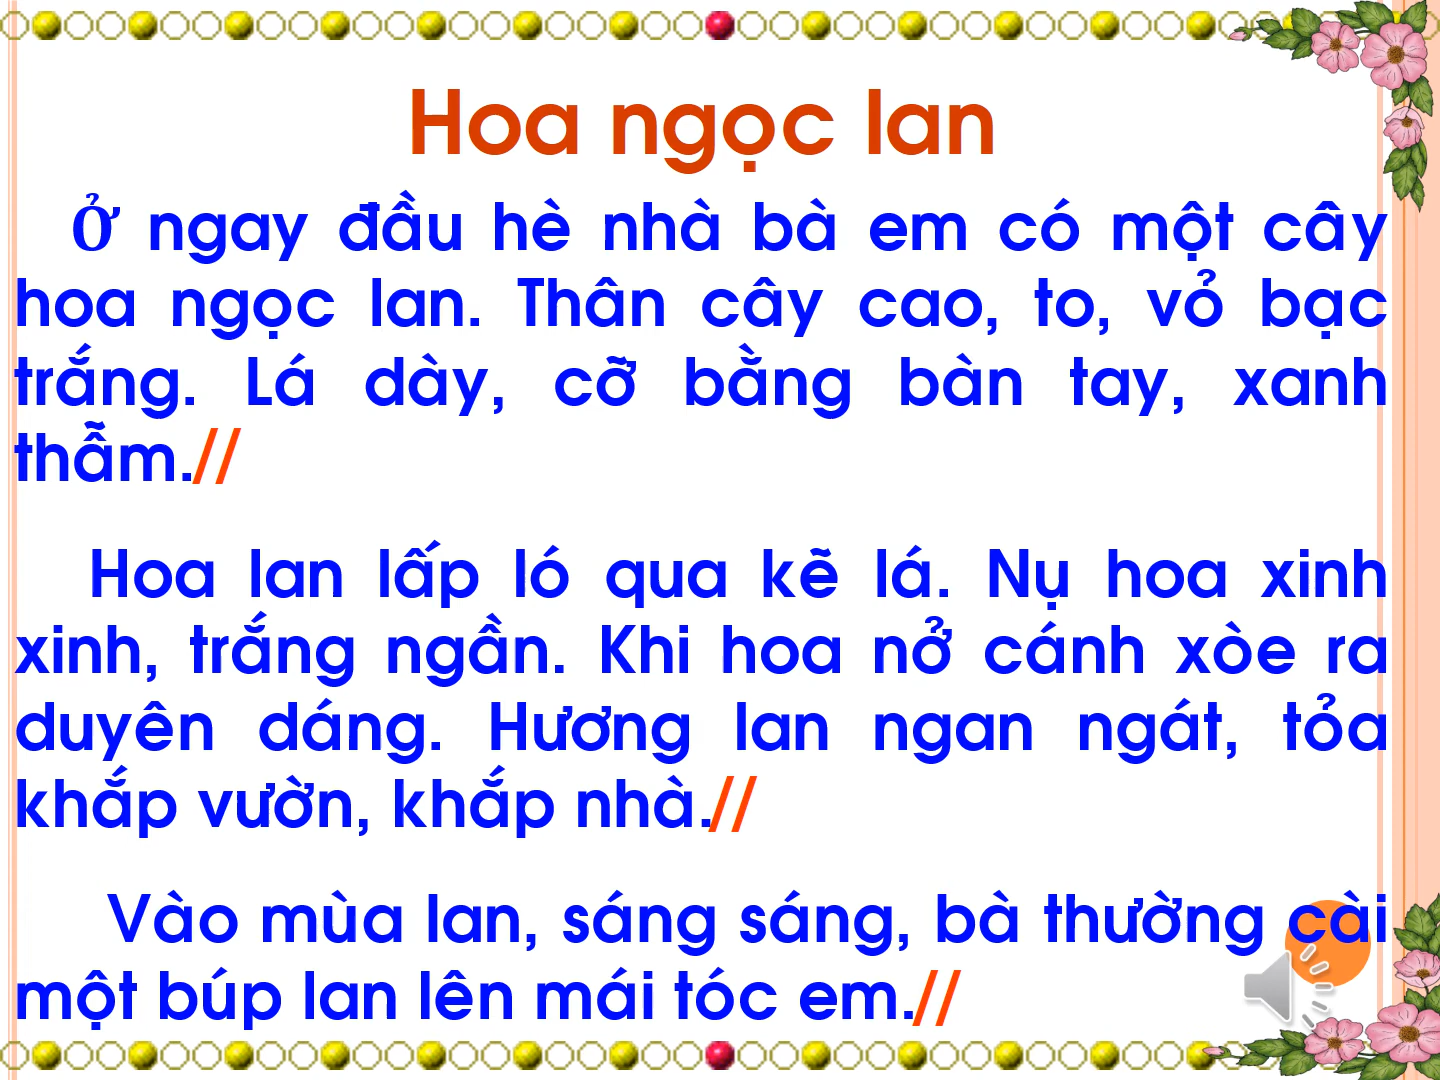 Hoa ngọc lan
Ở ngay đầu hè nhà bà em có một cây
hoa ngọc lan. Thân cây cao, to, vỏ bạc
trắng. Lá dày, cỡ bằng bàn tay, xanh
thẫm.//
Hoa lan lấp ló qua kẽ lá. Nụ hoa xinh
xinh, trắng ngần. Khi hoa nở cánh xòe ra
duyên dáng. Hương lan ngan ngát, tỏa
khắp vườn, khắp nhà.//
Vào mùa lan, sáng sáng, bà thường cài
một búp lan lên mái tóc em.//